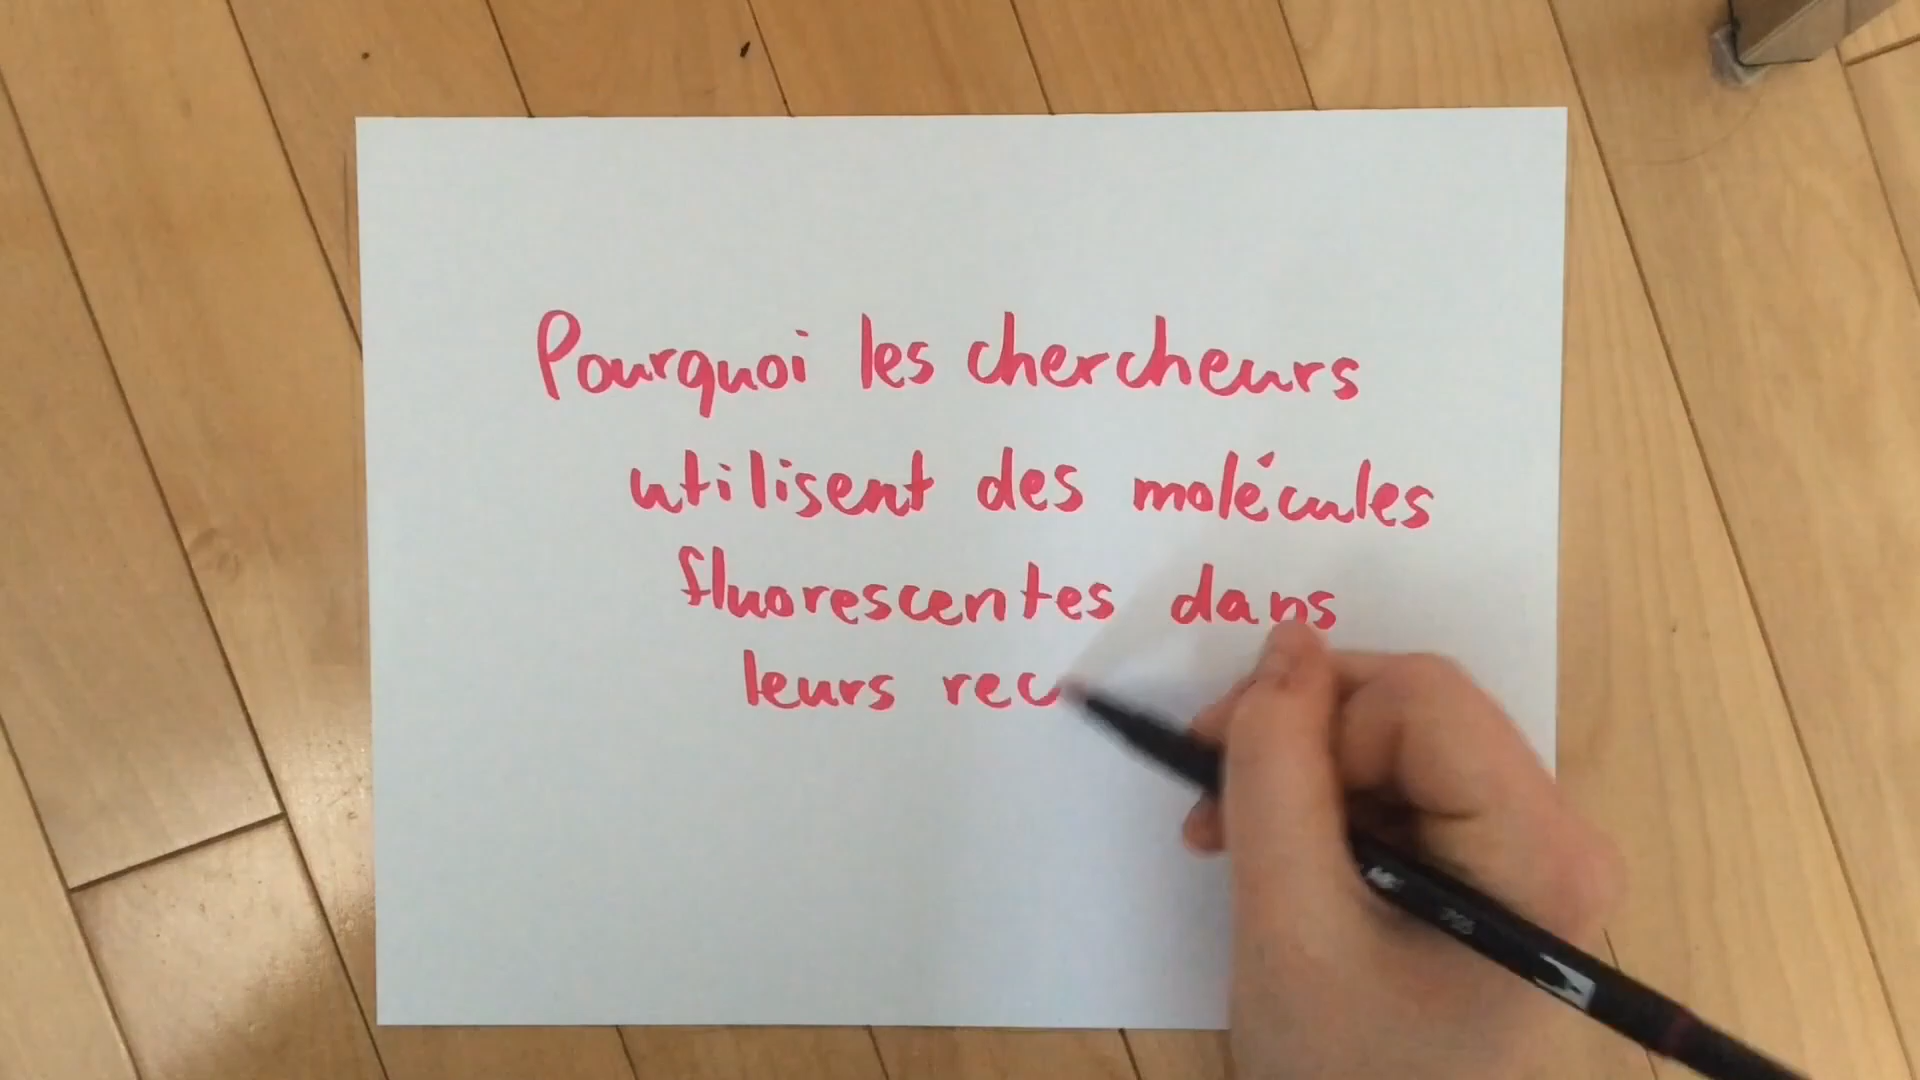 Pourquoi les chercheurs
utilisent des molécules
fluorescentes dans
leurs rec